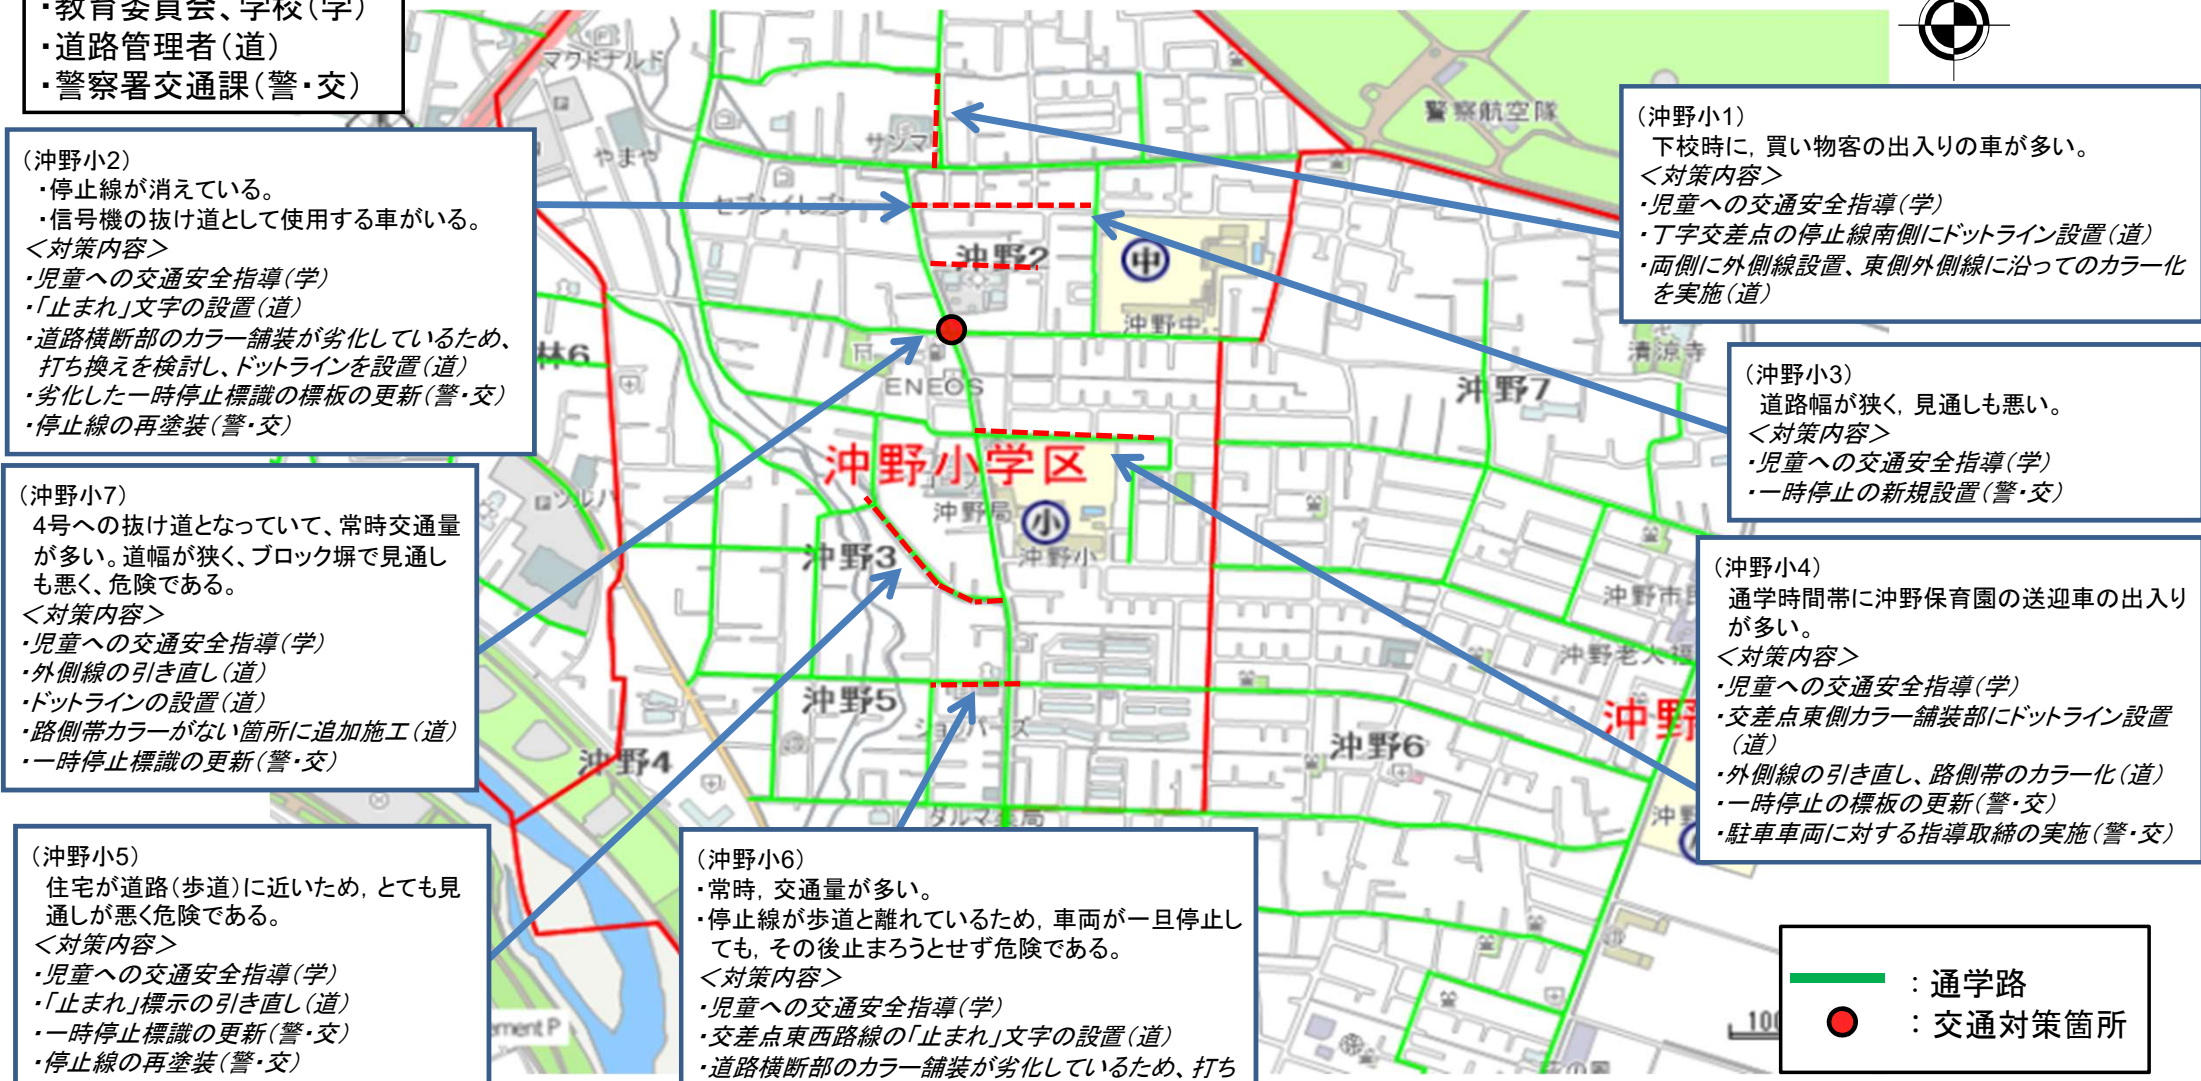 ・教育委員会、学校(学)
・道路管理者(道)
・警察署交通課(警・交)
(沖野小2)
・停止線が消えている。
・信号機の抜け道として使用する車がいる。
<対策内容>
・児童への交通安全指導(学)
・「止まれ」文字の設置(道)
・道路横断部のカラー舗装が劣化しているため、
打ち換えを検討し、ドットラインを設置(道)
・劣化した一時停止標識の標板の更新(警・交)
・停止線の再塗装(警・交)
(沖野小7)
4号への抜け道となっていて、常時交通量
が多い。道幅が狭く、ブロック塀で見通し
も悪く、危険である。
<対策内容>
・児童への交通安全指導(学)
・外側線の引き直し(道)
・ドットラインの設置(道)
・路側帯カラーがない箇所に追加施工(道)
・一時停止標識の更新(警・交)
(沖野小5)
住宅が道路(歩道)に近いため, とても見
通しが悪く危険である。
<対策内容>
・児童への交通安全指導(学)
・「止まれ」標示の引き直し(道)
・一時停止標識の更新(警・交)
・停止線の再塗装(警・交)
(沖野小6)
・常時, 交通量が多い。
・停止線が歩道と離れているため, 車両が一旦停止し
ても, その後止まろうとせず危険である。
<対策内容>
・児童への交通安全指導(学)
・交差点東西路線の「止まれ」文字の設置(道)
・道路横断部のカラー舗装が劣化しているため、打ち
(沖野小1)
下校時に, 買い物客の出入りの車が多い。
<対策内容>
・児童への交通安全指導(学)
・丁字交差点の停止線南側にドットライン設置(道)
・両側に外側線設置、東側外側線に沿ってのカラー化
を実施(道)
(沖野小3)
道路幅が狭く, 見通しも悪い。
<対策内容>
・児童への交通安全指導(学)
・一時停止の新規設置(警・交)
(沖野小4)
通学時間帯に沖野保育園の送迎車の出入り
が多い。
<対策内容>
・児童への交通安全指導(学)
・交差点東側カラー舗装部にドットライン設置
(道)
・外側線の引き直し、路側帯のカラー化(道)
・一時停止の標板の更新(警・交)
・駐車車両に対する指導取締の実施(警・交)
:通学路
:交通対策箇所
マクドナルド
やまや
サンマ
セブンイレブン
警察航空隊
沖野2
中
沖野中
清涼寺
林6
ENEOS
沖野7
沖野小学区
ツルハ
沖野局
小
沖野小
沖野3
沖野市民
沖野老人福
沖野5
沖野
沖野6
沖野4
ダルマ薬局
沖野
ement P
100